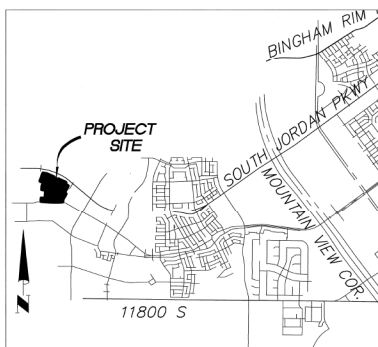 BINGHAM RIM
SOUTH JORDAN PKWY
PROJECT
SITE
MOUNTAIN VIEW COR.
N
11800 S